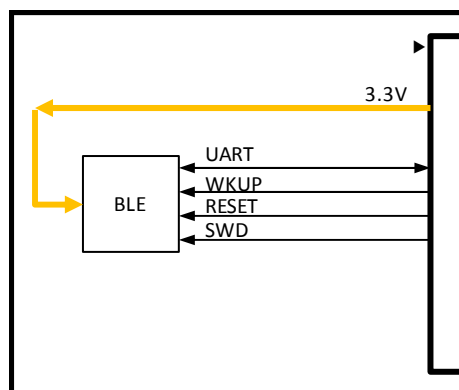 3.3V
UART
WKUP
BLE
RESET
SWD